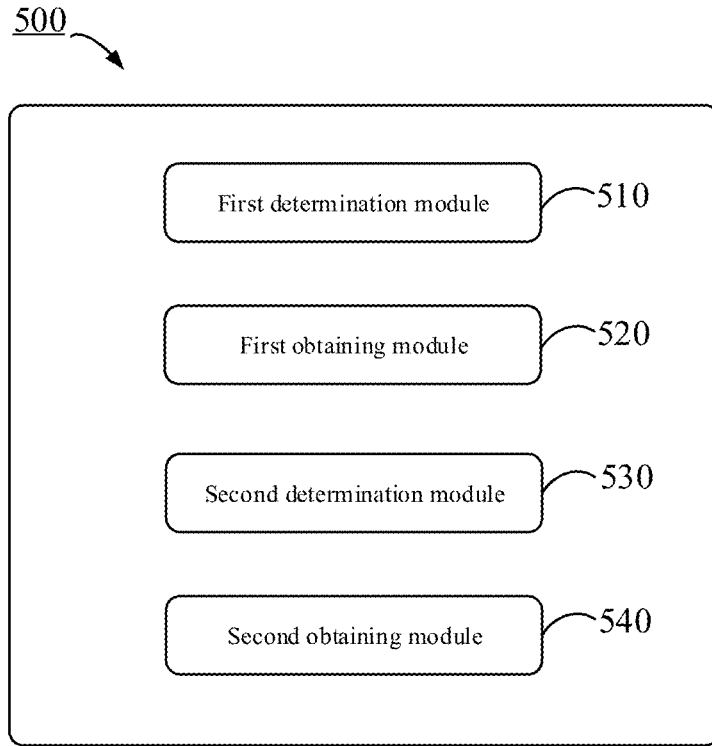 500
First determination module
510
First obtaining module
520
Second determination module
530
Second obtaining module
540